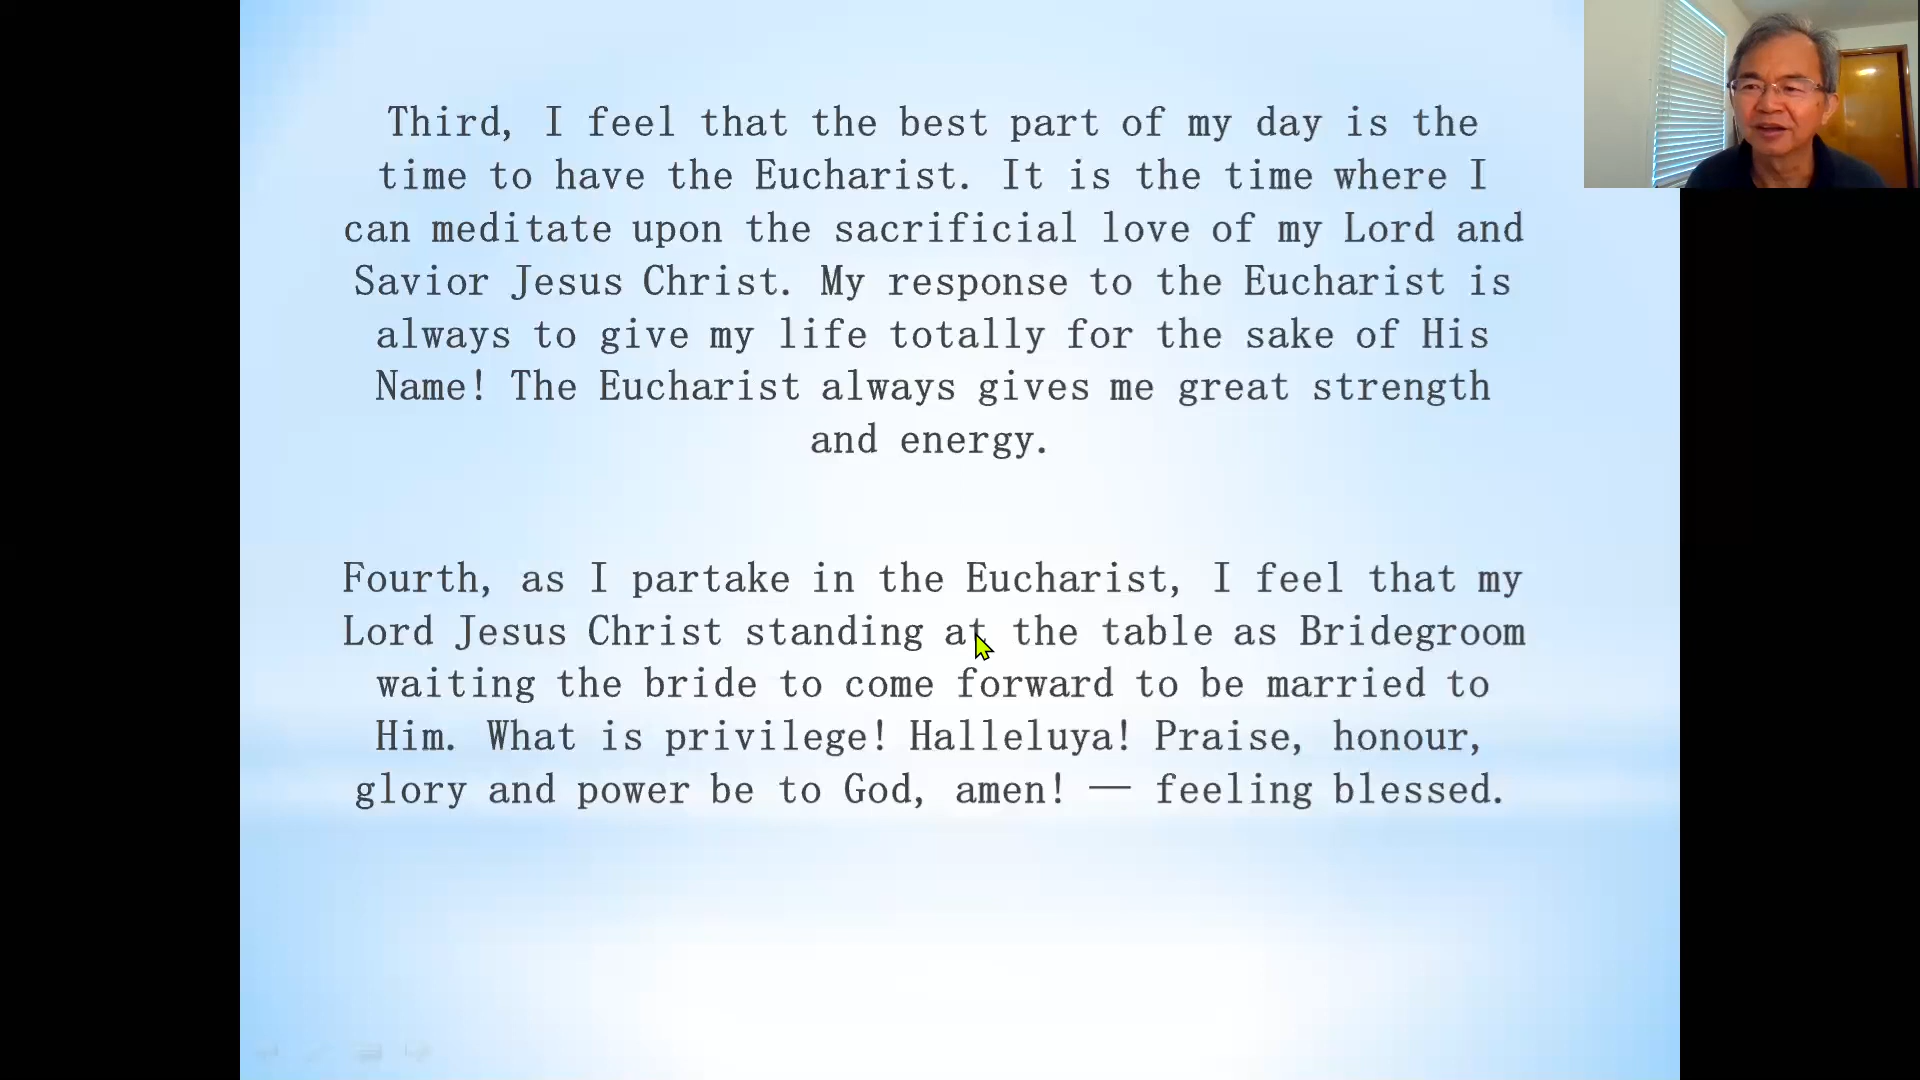 Third, I feel that the best part of my day is the
time to have the Eucharist. It is the time where I
can meditate upon the sacrificial love of my Lord and
Savior Jesus Christ. My response to the Eucharist is
always to give my life totally for the sake of His
Name! The Eucharist always gives me great strength
and energy.
Fourth, as I partake in the Eucharist, I feel that my
Lord Jesus Christ standing at the table as Bridegroom
waiting the bride to come forward to be married to
Him. What is privilege! Halleluya! Praise, honour,
glory and power be to God, amen! — feeling blessed.